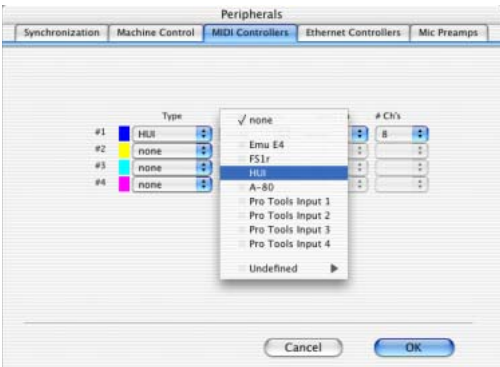 Peripherals
Synchronization Machine Control MIDI Controllers Ethernet Controllers Mic Preamps
Type # Ch's
#1 HUI 8
#2 none
#3 none
#4 none
√ none
Emu E4
FS1r
HUI
A-80
Pro Tools Input 1
Pro Tools Input 2
Pro Tools Input 3
Pro Tools Input 4
Undefined
Cancel OK